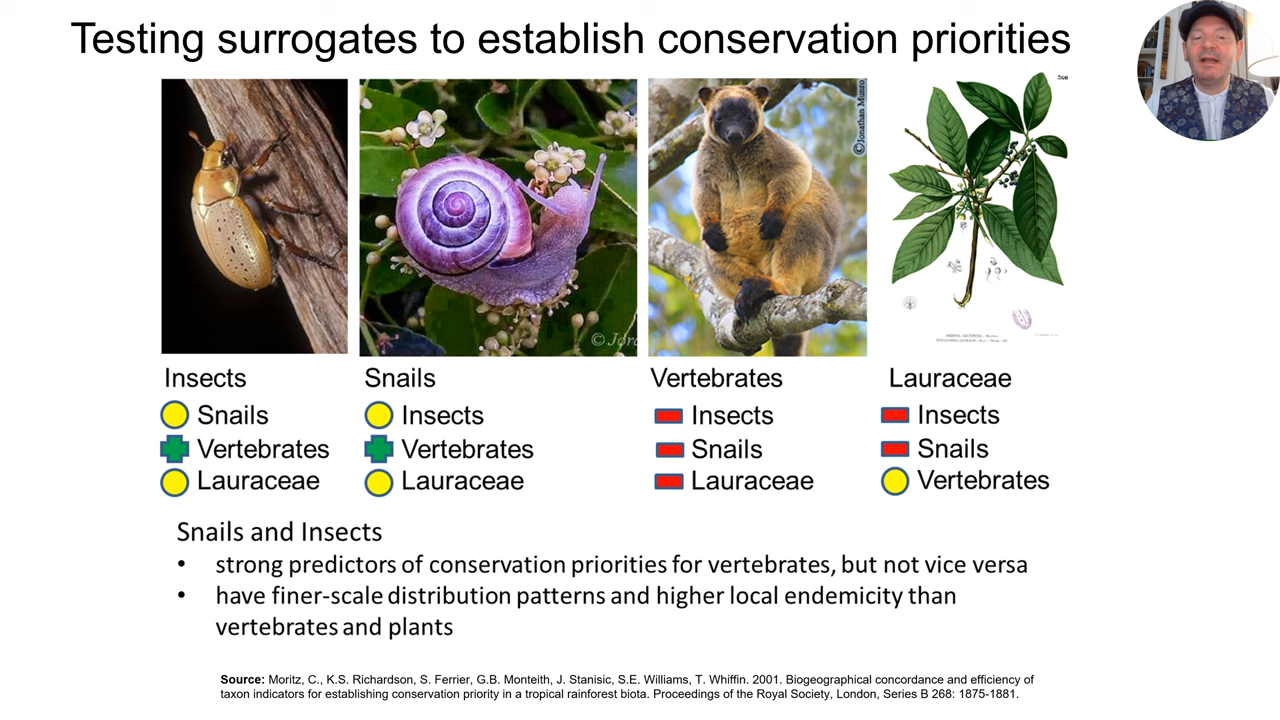 Testing surrogates to establish conservation priorities
©Jonathan Munro
560
Insects
Snails
Vertebrates
Lauraceae
Snails
Vertebrates
Lauraceae
Insects
Vertebrates
Lauraceae
Insects
Snails
Lauraceae
Insects
Snails
Vertebrates
Snails and Insects
• strong predictors of conservation priorities for vertebrates, but not vice versa
• have finer-scale distribution patterns and higher local endemicity than
vertebrates and plants
Source: Moritz, C., K.S. Richardson, S. Ferrier, G.B. Monteith, J. Stanisic, S.E. Williams, T. Whiffin. 2001. Biogeographical concordance and efficiency of
taxon indicators for establishing conservation priority in a tropical rainforest biota. Proceedings of the Royal Society, London, Series B 268: 1875-1881.